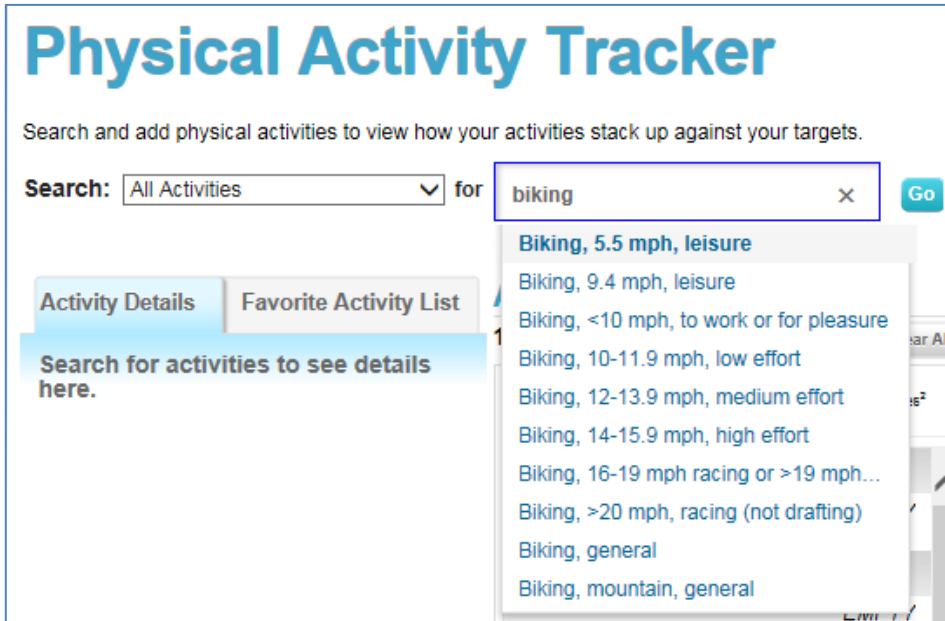 Physical Activity Tracker
Search and add physical activities to view how your activities stack up against your targets.
Search: All Activities for biking × Go
Biking, 5.5 mph, leisure
Biking, 9.4 mph, leisure
Biking, <10 mph, to work or for pleasure
Biking, 10-11.9 mph, low effort
Biking, 12-13.9 mph, medium effort
Biking, 14-15.9 mph, high effort
Biking, 16-19 mph racing or >19 mph...
Biking, >20 mph, racing (not drafting)
Biking, general
Biking, mountain, general
Activity Details Favorite Activity List
Search for activities to see details
here.